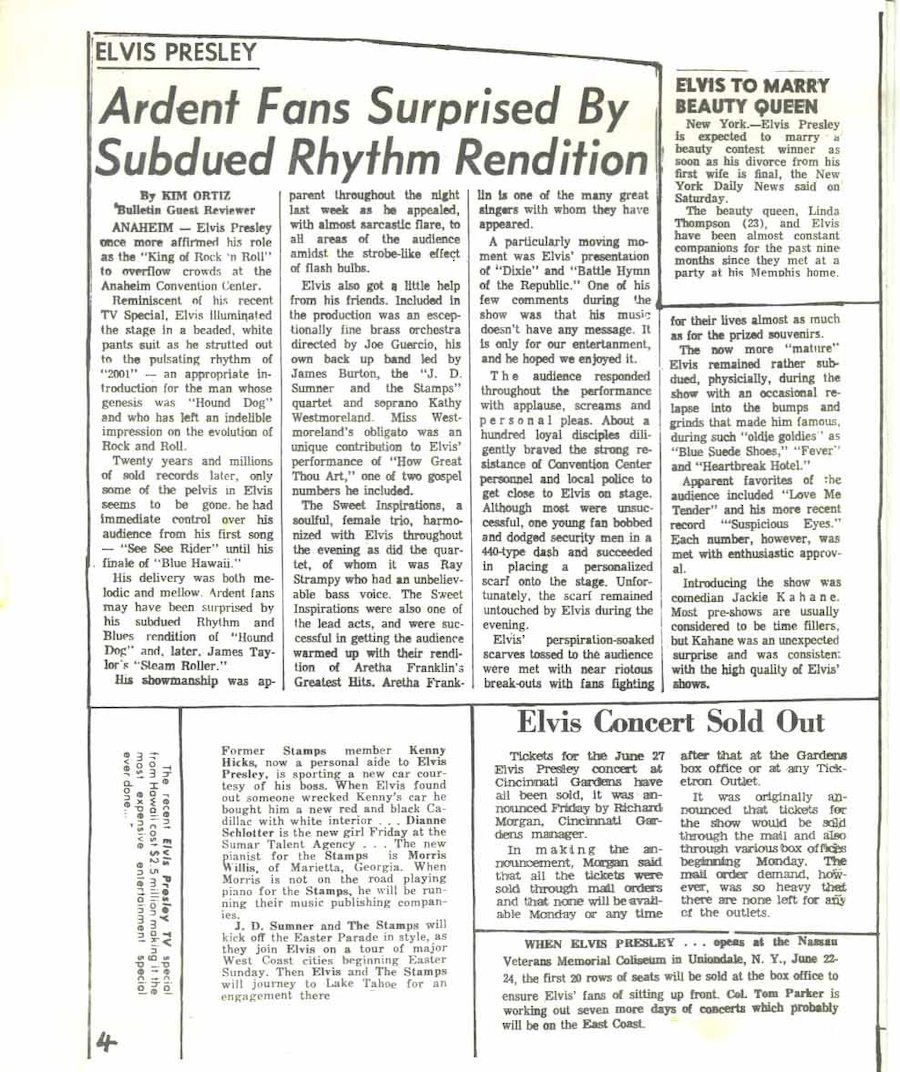 ELVIS PRESLEY
Ardent Fans Surprised By
Subdued Rhythm Rendition
By KIM ORTIZ
Bulletin Guest Reviewer
ANAHEIM — Elvis Presley
once more affirmed his role
as the "King of Rock 'n Roll"
to overflow crowds at the
Anaheim Convention Center.
Reminiscent of his recent
TV Special, Elvis illuminated
the stage in a beaded, white
pants suit as he strutted out
to the pulsating rhythm of
"2001" — an appropriate in-
troduction for the man whose
genesis was "Hound Dog"
and who has left an indelible
impression on the evolution of
Rock and Roll.
Twenty years and millions
of sold records later, only
some of the pelvis in Elvis
seems to be gone. he had
immediate control over his
audience from his first song
— "See See Rider" until his
finale of "Blue Hawaii."
His delivery was both me-
lodic and mellow. Ardent fans
may have been surprised by
his subdued Rhythm and
Blues rendition of "Hound
Dog" and, later, James Tay-
lor's "Steam Roller."
His showmanship was ap-
parent throughout the night
last week as he appealed,
with almost sarcastic flare, to
all areas of the audience
amidst the strobe-like effect
of flash bulbs.
Elvis also got a little help
from his friends. Included in
the production was an excep-
tionally fine brass orchestra
directed by Joe Guercio, his
own back up band led by
James Burton, the "J. D.
Sumner and the Stamps"
quartet and soprano Kathy
Westmoreland. Miss West-
moreland's obligato was an
unique contribution to Elvis'
performance of "How Great
Thou Art," one of two gospel
numbers he included.
The Sweet Inspirations, a
soulful, female trio, harmo-
nized with Elvis throughout
the evening as did the quar-
tet, of whom it was Ray
Strampy who had an unbeliev-
able bass voice. The Sweet
Inspirations were also one of
the lead acts, and were suc-
cessful in getting the audience
warmed up with their rendi-
tion of Aretha Franklin's
Greatest Hits. Aretha Frank-
lin is one of the many great
singers with whom they have
appeared.
A particularly moving mo-
ment was Elvis' presentation
of "Dixie" and "Battle Hymn
of the Republic." One of his
few comments during the
show was that his music
doesn't have any message. It
is only for our entertanment,
and he hoped we enjoyed it.
The audience responded
throughout the performance
with applause, screams and
personal pleas. About a
hundred loyal disciples dili-
gently braved the strong re-
sistance of Convention Center
personnel and local police to
get close to Elvis on stage.
Although most were unsuc-
cessful, one young fan bobbed
and dodged security men in a
440-type dash and succeeded
in placing a personalized
scarf onto the stage. Unfor-
tunately, the scarf remained
untouched by Elvis during the
evening.
Elvis' perspiration-soaked
scarves tossed to the audience
were met with near riotous
break-outs with fans fighting
for their lives almost as much
as for the prized souvenirs.
The now more "mature"
Elvis remained rather sub-
dued, physicially, during the
show with an occasional re-
lapse into the bumps and
grinds that made him famous,
during such "oldie goldies" as
"Blue Suede Shoes," "Fever"
and "Heartbreak Hotel."
Apparent favorites of the
audience included "Love Me
Tender" and his more recent
record "'Suspicious Eyes."
Each number, however, was
met with enthusiastic approv-
al.
Introducing the show was
comedian Jackie Kahane.
Most pre-shows are usually
considered to be time fillers,
but Kahane was an unexpected
surprise and was consistent
with the high quality of Elvis'
shows.
ELVIS TO MARRY
BEAUTY QUEEN
New York.—Elvis Presley
is expected to marry a
beauty contest winner as
soon as his divorce from his
first wife is final, the New
York Daily News said on
Saturday.
The beauty queen, Linda
Thompson (23), and Elvis
have been almost constant
companions for the past nine
months since they met at a
party at his Memphis home.
The recent Elvis Presley TV special
from Hawaii cost $2.5 million making it the
most expensive entertainment special
ever done..."
Former Stamps member Kenny
Hicks, now a personal aide to Elvis
Presley, is sporting a new car cour-
tesy of his boss. When Elvis found
out someone wrecked Kenny's car he
bought him a new red and black Ca-
dillac with white interior . . . Dianne
Schlotter is the new girl Friday at the
Sumar Talent Agency . . . The new
pianist for the Stamps is Morris
Willis, of Marietta, Georgia. When
Morris is not on the road playing
piano for the Stamps, he will be run-
ning their music publishing compan-
ies.
J. D. Sumner and The Stamps will
kick off the Easter Parade in style, as
they join Elvis on a tour of major
West Coast cities beginning Easter
Sunday. Then Elvis and The Stamps
will journey to Lake Tahoe for an
engagement there
Elvis Concert Sold Out
Tickets for the June 27
Elvis Presley concert at
Cincinnati Gardens have
all been sold, it was an-
nounced Friday by Richard
Morgan, Cincinnati Gar-
dens manager.
In making the an-
nouncement, Morgan said
that all the tickets were
sold through mail orders
and that none will be avail-
able Monday or any time
after that at the Gardens
box office or at any Tick-
etron Outlet.
It was originally an-
nounced that tickets for
the show would be sold
through the mail and also
through various box offices
beginning Monday. The
mail order demand, how-
ever, was so heavy that
there are none left for any
of the outlets.
WHEN ELVIS PRESLEY . . . opens at the Nassau
Veterans Memorial Coliseum in Uniondale, N. Y., June 22-
24, the first 20 rows of seats will be sold at the box office to
ensure Elvis' fans of sitting up front. Col. Tom Parker is
working out seven more days of concerts which probably
will be on the East Coast.
4